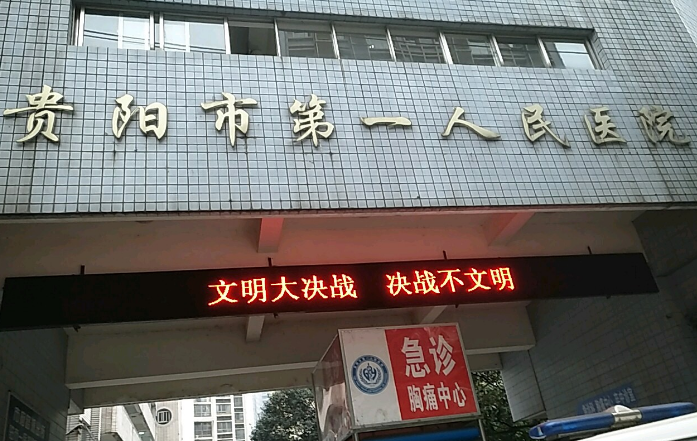 贵阳市第一人民医院
文明大决战 决战不文明
急诊
胸痛中心